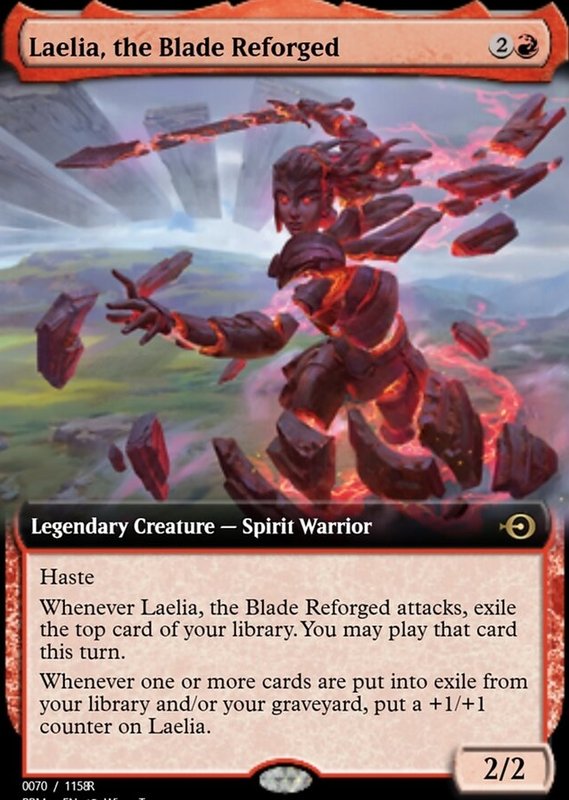 Laelia, the Blade Reforged 2
Legendary Creature — Spirit Warrior
Haste
Whenever Laelia, the Blade Reforged attacks, exile
the top card of your library. You may play that card
this turn.
Whenever one or more cards are put into exile from
your library and/or your graveyard, put a +1/+1
counter on Laelia.
2/2
0070 / 1158R